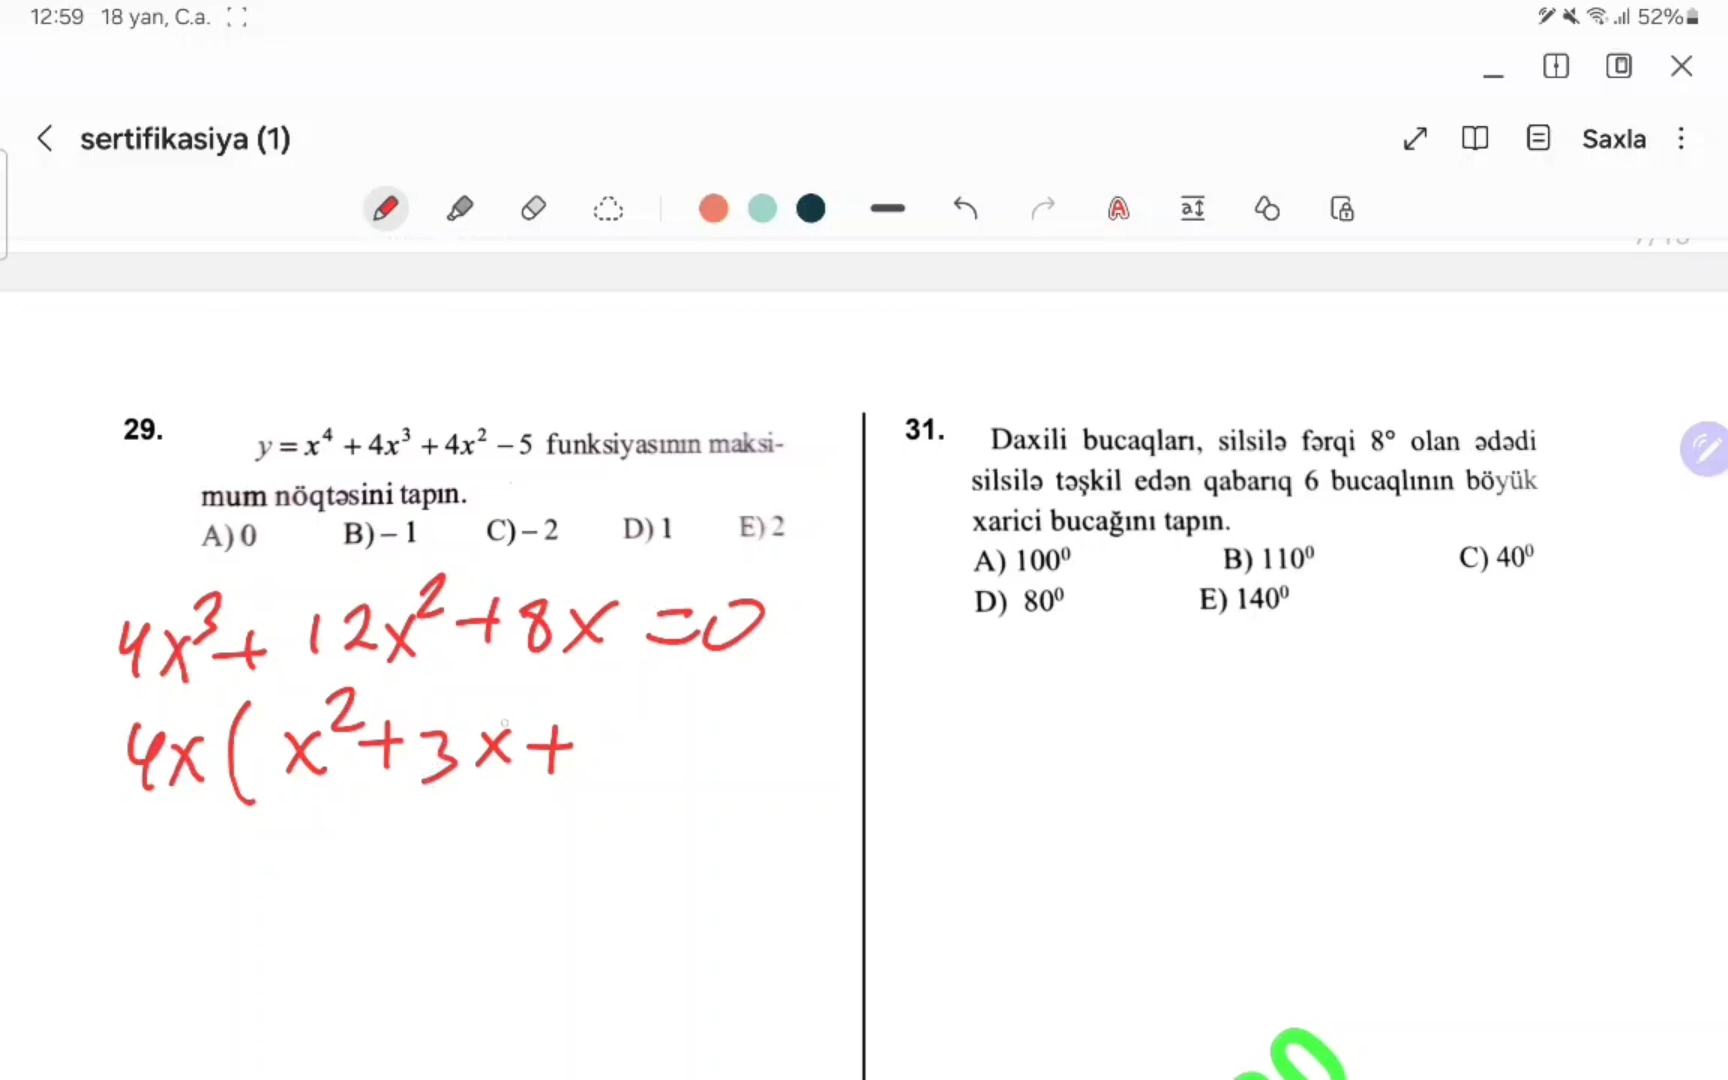 12:59 18 yan, C.a. 52%
sertifikasiya (1)
Saxla
29.
y = x⁴ + 4x³ + 4x² − 5 funksiyasının maksi-
mum nöqtəsini tapın.
A) 0 B) − 1 C) − 2 D) 1 E) 2
4x³ + 12x² + 8x = 0
4x ( x² + 3x +
31.
Daxili bucaqları, silsilə fərqi 8° olan ədədi
silsilə təşkil edən qabarıq 6 bucaqlının böyük
xarici bucağını tapın.
A) 100⁰ B) 110⁰ C) 40⁰
D) 80⁰ E) 140⁰